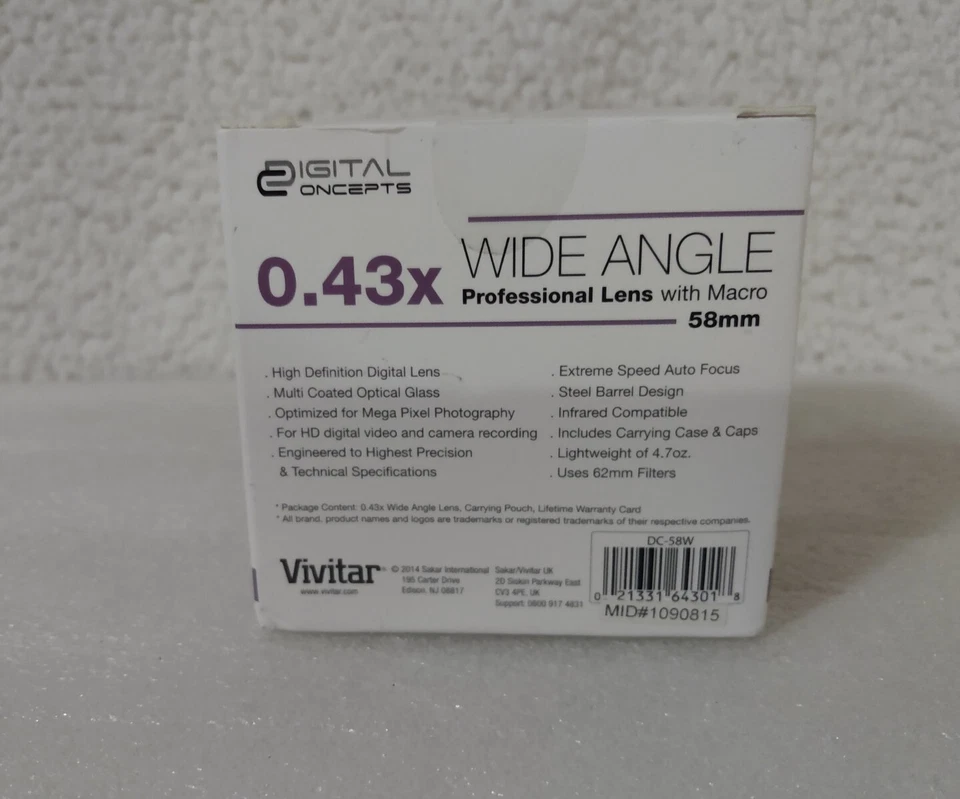 DIGITAL
CONCEPTS
0.43x
WIDE ANGLE
Professional Lens with Macro
58mm
. High Definition Digital Lens
. Multi Coated Optical Glass
. Optimized for Mega Pixel Photography
. For HD digital video and camera recording
. Engineered to Highest Precision
& Technical Specifications
. Extreme Speed Auto Focus
. Steel Barrel Design
. Infrared Compatible
. Includes Carrying Case & Caps
. Lightweight of 4.7oz.
. Uses 62mm Filters
* Package Content: 0.43x Wide Angle Lens, Carrying Pouch, Lifetime Warranty Card
* All brand, product names and logos are trademarks or registered trademarks of their respective companies.
Vivitar
www.vivitar.com
© 2014 Sakar International
195 Carter Drive
Edison, NJ 08817
Sakar/Vivitar UK
2D Siskin Parkway East
CV3 4PE, UK
Support: 0800 917 4831
DC-58W
0 21331 64301 8
MID#1090815